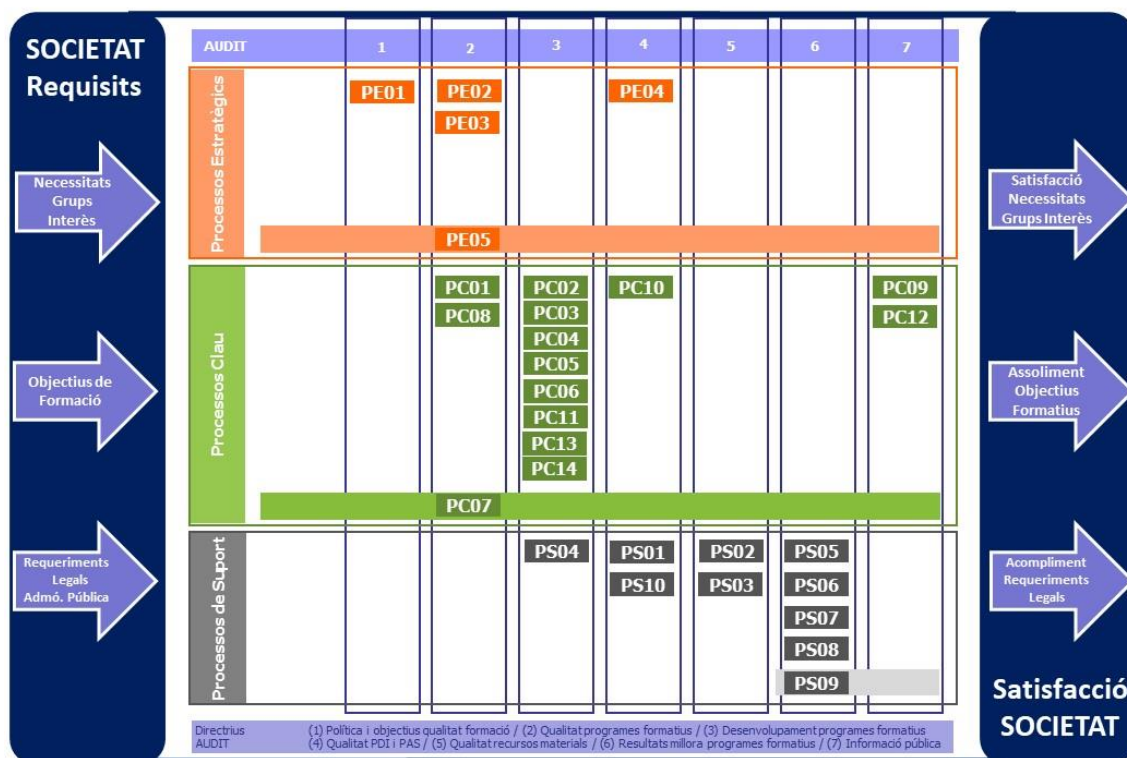 SOCIETAT
Requisits
Necessitats
Grups
Interès
Objectius de
Formació
Requeriments
Legals
Admó. Pública
AUDIT 1 2 3 4 5 6 7
Processos Estratègics
PE01 PE02 PE04
PE03
PE05
Processos Clau
PC01 PC02 PC10 PC09
PC08 PC03 PC12
PC04
PC05
PC06
PC11
PC13
PC14
PC07
Processos de Suport
PS04 PS01 PS02 PS05
PS10 PS03 PS06
PS07
PS08
PS09
Directrius (1) Política i objectius qualitat formació / (2) Qualitat programes formatius / (3) Desenvolupament programes formatius
AUDIT (4) Qualitat PDI i PAS / (5) Qualitat recursos materials / (6) Resultats millora programes formatius / (7) Informació pública
Satisfacció
Necessitats
Grups Interès
Assoliment
Objectius
Formatius
Acompliment
Requeriments
Legals
Satisfacció
SOCIETAT